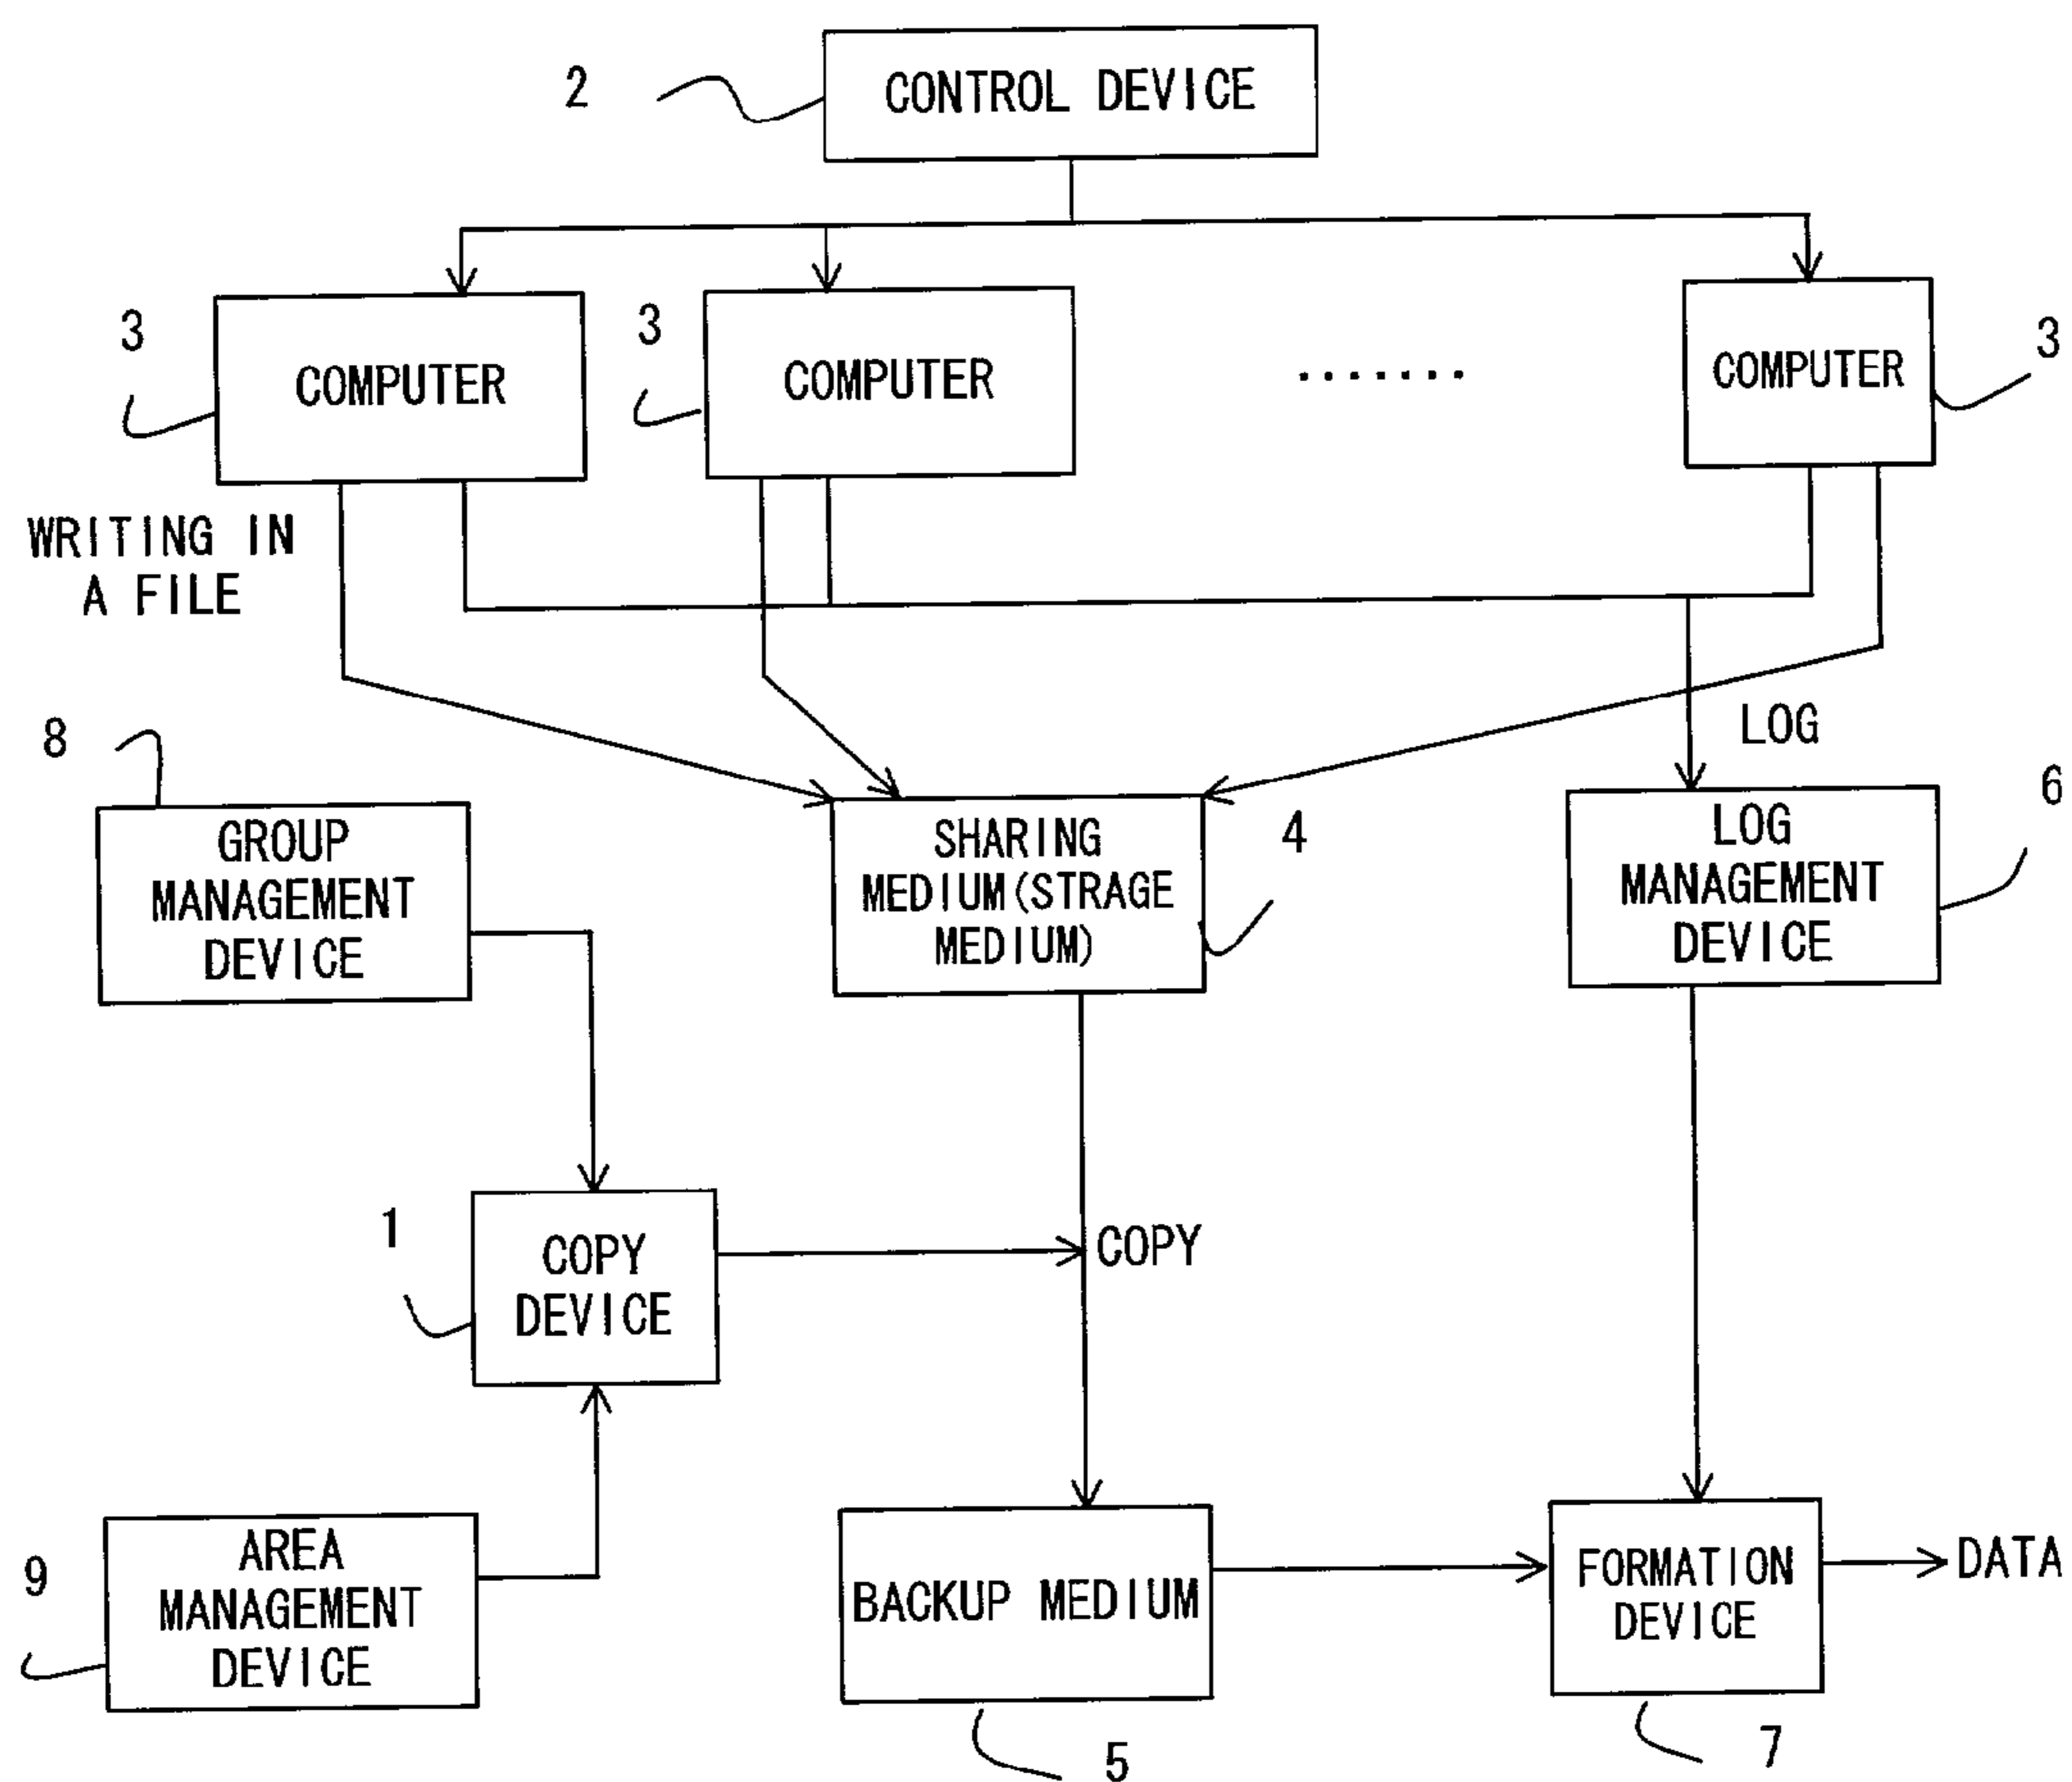 2
CONTROL DEVICE
3
COMPUTER
3
COMPUTER
.......
COMPUTER
3
WRITING IN
A FILE
LOG
8
GROUP
MANAGEMENT
DEVICE
SHARING
MEDIUM(STRAGE
MEDIUM)
4
LOG
MANAGEMENT
DEVICE
6
1
COPY
DEVICE
COPY
9
AREA
MANAGEMENT
DEVICE
BACKUP MEDIUM
5
FORMATION
DEVICE
7
DATA